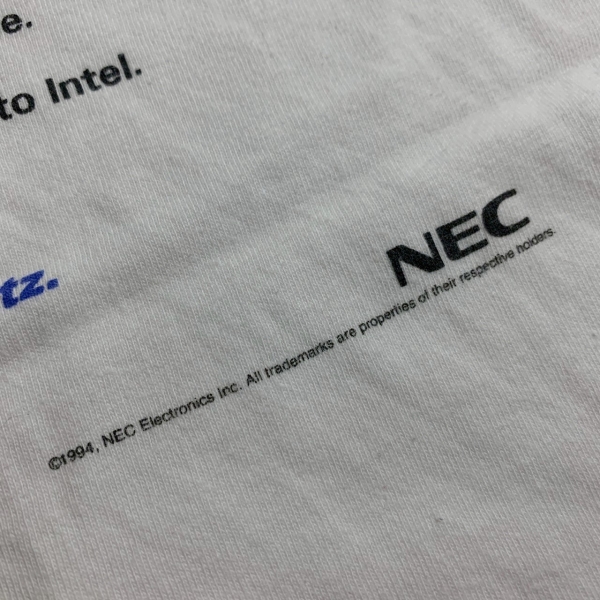 e.
to Intel.
tz.
NEC
©1994, NEC Electronics Inc. All trademarks are properties of their respective holders.